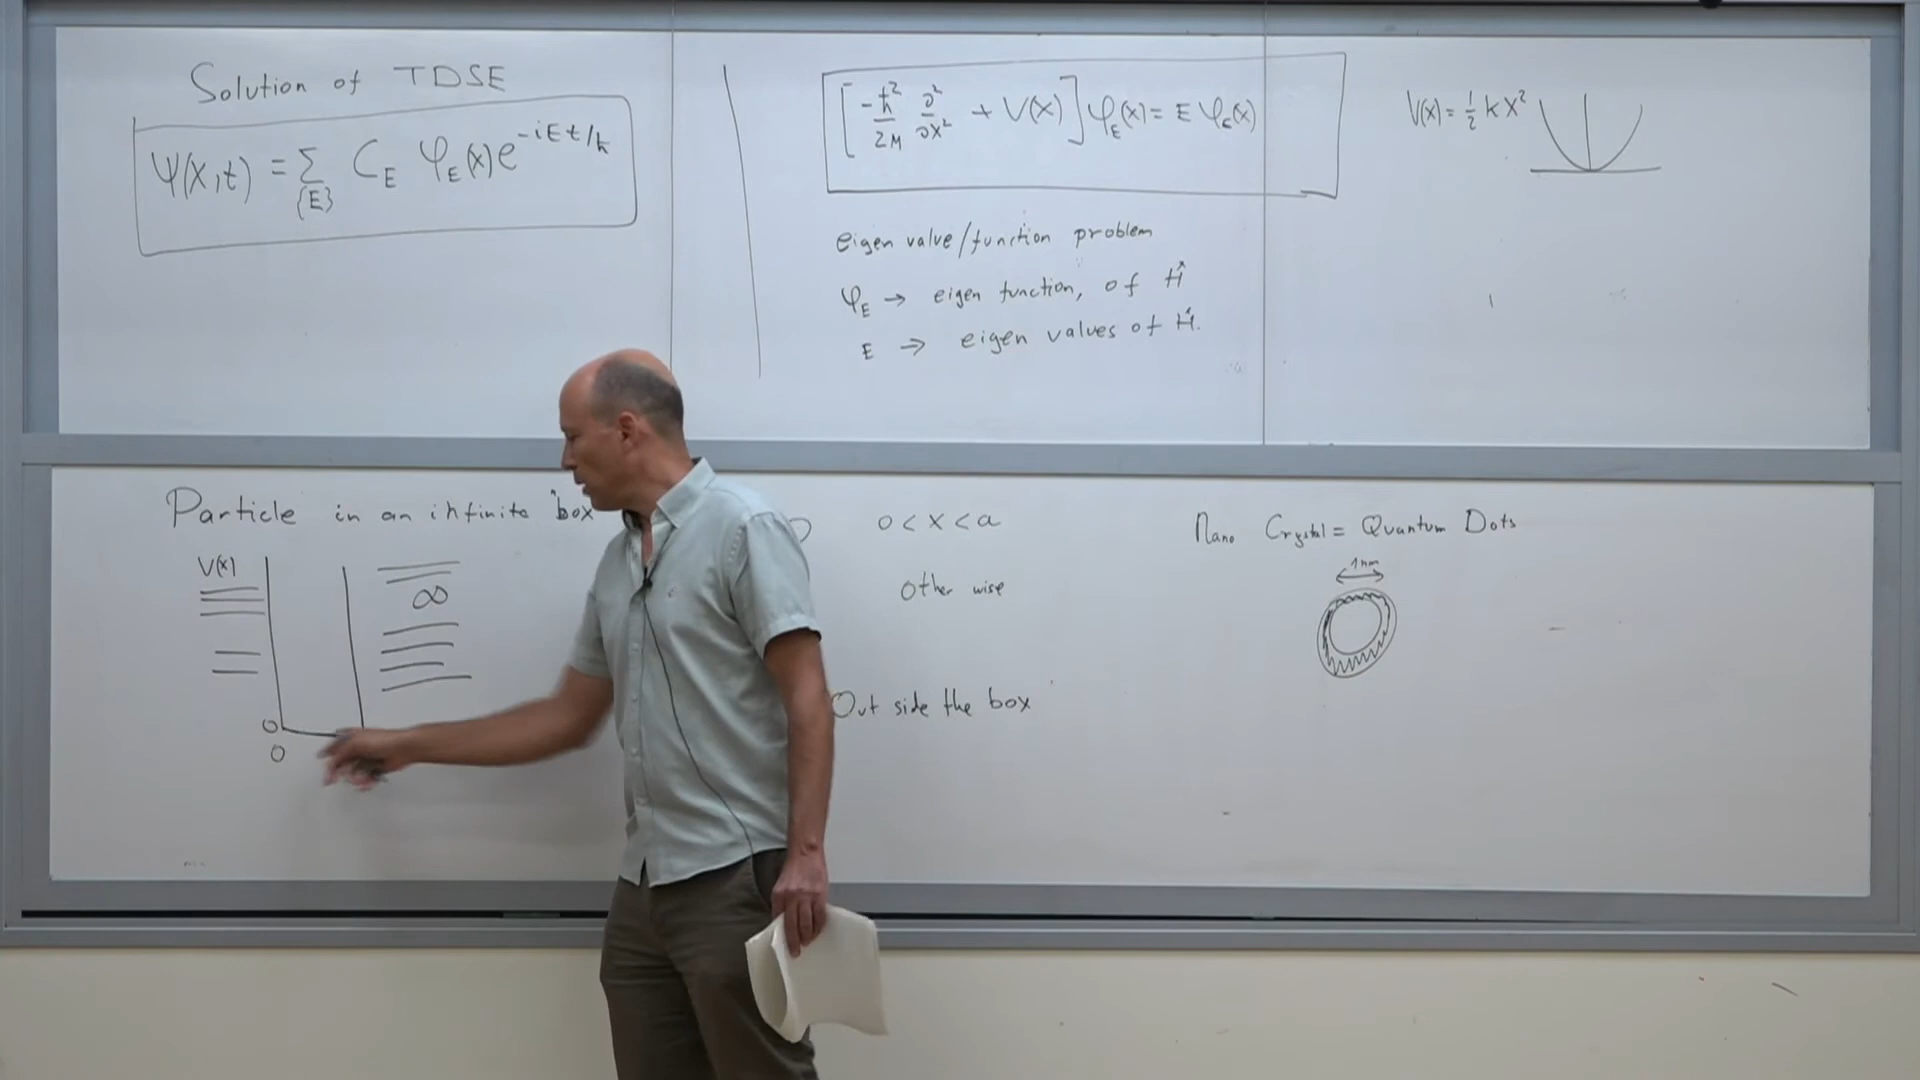 Solution of TDSE
Ψ(x,t) = Σ_{E} C_E φ_E(x) e^{-iEt/ħ}
[-ħ²/2M ∂²/∂x² + V(x)] φ_E(x) = E φ_E(x)
eigen value/function problem
φ_E → eigen function, of Ĥ
E → eigen values of Ĥ.
V(x) = ½ k x²
Particle in an infinite "box
V(x)
∞
0
0
0 < x < a
Other wise
Out side the box
Nano Crystal = Quantum Dots
1nm